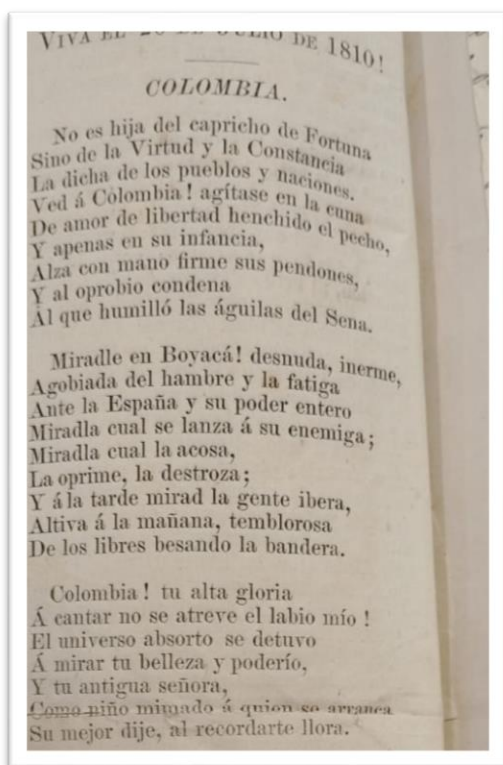 VIVA EL 20 DE JULIO DE 1810!
COLOMBIA.
No es hija del capricho de Fortuna
Sino de la Virtud y la Constancia
La dicha de los pueblos y naciones.
Ved á Colombia! agítase en la cuna
De amor de libertad henchido el pecho,
Y apenas en su infancia,
Alza con mano firme sus pendones,
Y al oprobio condena
Al que humilló las águilas del Sena.
Miradle en Boyacá! desnuda, inerme,
Agobiada del hambre y la fatiga
Ante la España y su poder entero
Miradla cual se lanza á su enemiga;
Miradla cual la acosa,
La oprime, la destroza;
Y á la tarde mirad la gente ibera,
Altiva á la mañana, temblorosa
De los libres besando la bandera.
Colombia! tu alta gloria
Á cantar no se atreve el labio mío!
El universo absorto se detuvo
Á mirar tu belleza y poderío,
Y tu antigua señora,
Como niño mimado á quien se arranca
Su mejor dije, al recordarte llora.